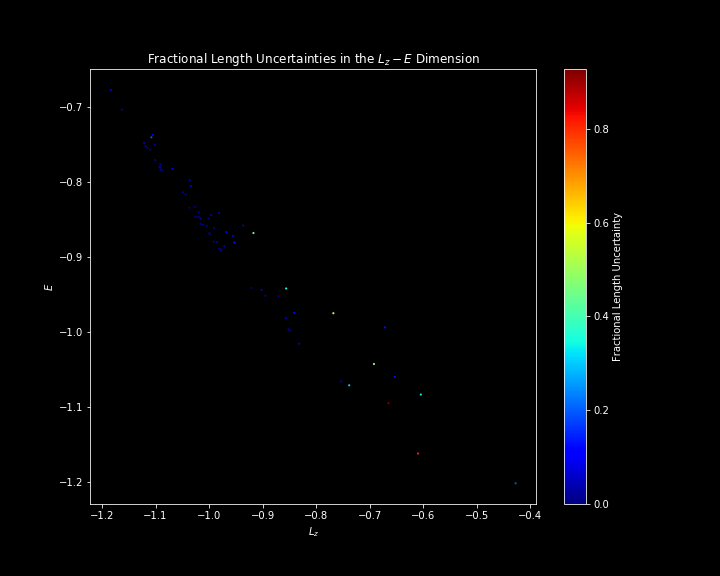 Fractional Length Uncertainties in the L_z − E Dimension
−0.7
−0.8
−0.9
−1.0
−1.1
−1.2
E
−1.2 −1.1 −1.0 −0.9 −0.8 −0.7 −0.6 −0.5 −0.4
L_z
0.8
0.6
0.4
0.2
0.0
Fractional Length Uncertainty